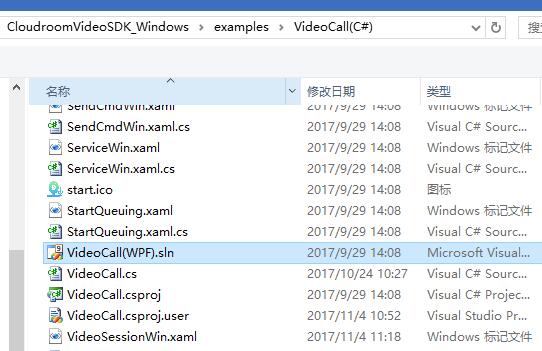 CloudroomVideoSDK_Windows > examples > VideoCall(C#) 搜
名称 修改日期 类型
SendCmdWin.xaml 2017/9/29 14:08 Windows 标记文件
SendCmdWin.xaml.cs 2017/9/29 14:08 Visual C# Sourc...
ServiceWin.xaml 2017/9/29 14:08 Windows 标记文件
ServiceWin.xaml.cs 2017/9/29 14:08 Visual C# Sourc...
start.ico 2017/9/29 14:08 图标
StartQueuing.xaml 2017/9/29 14:08 Windows 标记文件
StartQueuing.xaml.cs 2017/9/29 14:08 Visual C# Sourc...
VideoCall(WPF).sln 2017/9/29 14:08 Microsoft Visual...
VideoCall.cs 2017/10/24 10:27 Visual C# Sourc...
VideoCall.csproj 2017/9/29 14:08 Visual C# Projec...
VideoCall.csproj.user 2017/11/4 10:52 Visual Studio Pr...
VideoSessionWin.xaml 2017/11/4 11:18 Windows 标记文件